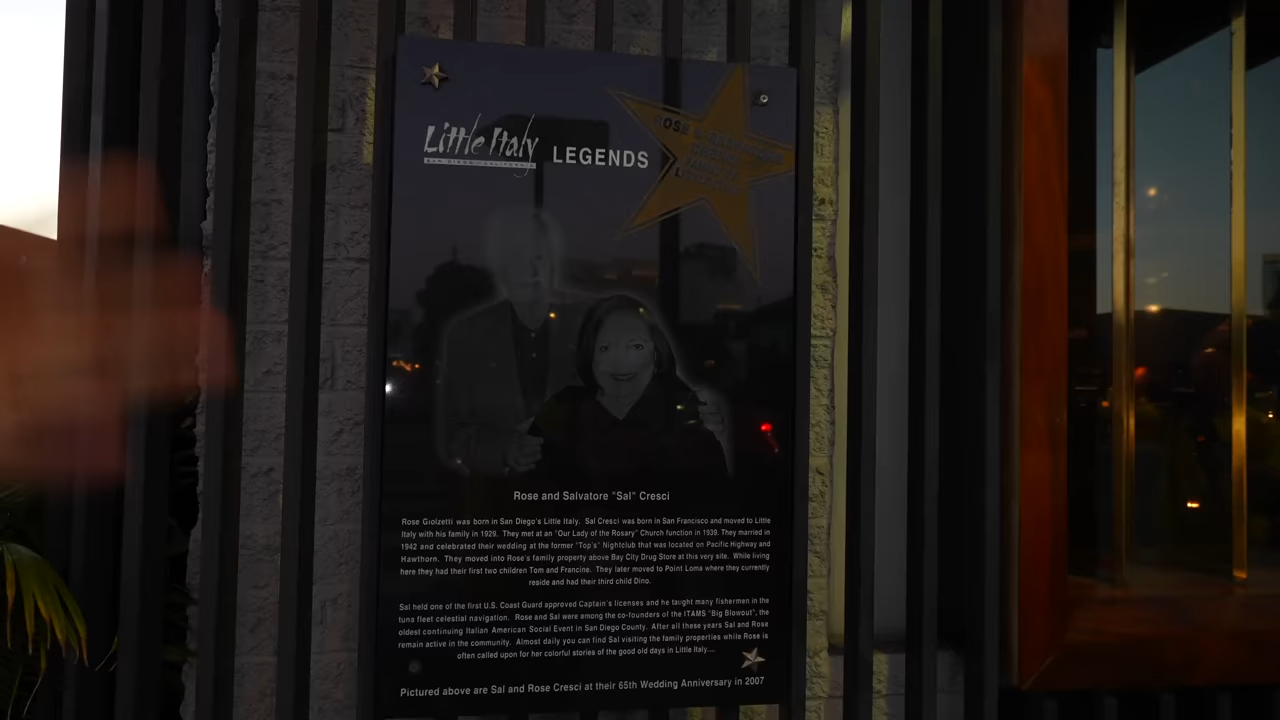 Little Italy
SAN DIEGO CALIFORNIA
LEGENDS
ROSE
Rose and Salvatore "Sal" Cresci
Rose Giolzetti was born in San Diego's Little Italy. Sal Cresci was born in San Francisco and moved to Little
Italy with his family in 1929. They met at an "Our Lady of the Rosary" Church function in 1939. They married in
1942 and celebrated their wedding at the former "Top's" Nightclub that was located on Pacific Highway and
Hawthorn. They moved into Rose's family property above Bay City Drug Store at this very site. While living
here they had their first two children Tom and Francine. They later moved to Point Loma where they currently
reside and had their third child Dino.
Sal held one of the first U.S. Coast Guard approved Captain's licenses and he taught many fishermen in the
tuna fleet celestial navigation. Rose and Sal were among the co-founders of the ITAMS "Big Blowout", the
oldest continuing Italian American Social Event in San Diego County. After all these years Sal and Rose
remain active in the community. Almost daily you can find Sal visiting the family properties while Rose is
often called upon for her colorful stories of the good old days in Little Italy....
Pictured above are Sal and Rose Cresci at their 65th Wedding Anniversary in 2007